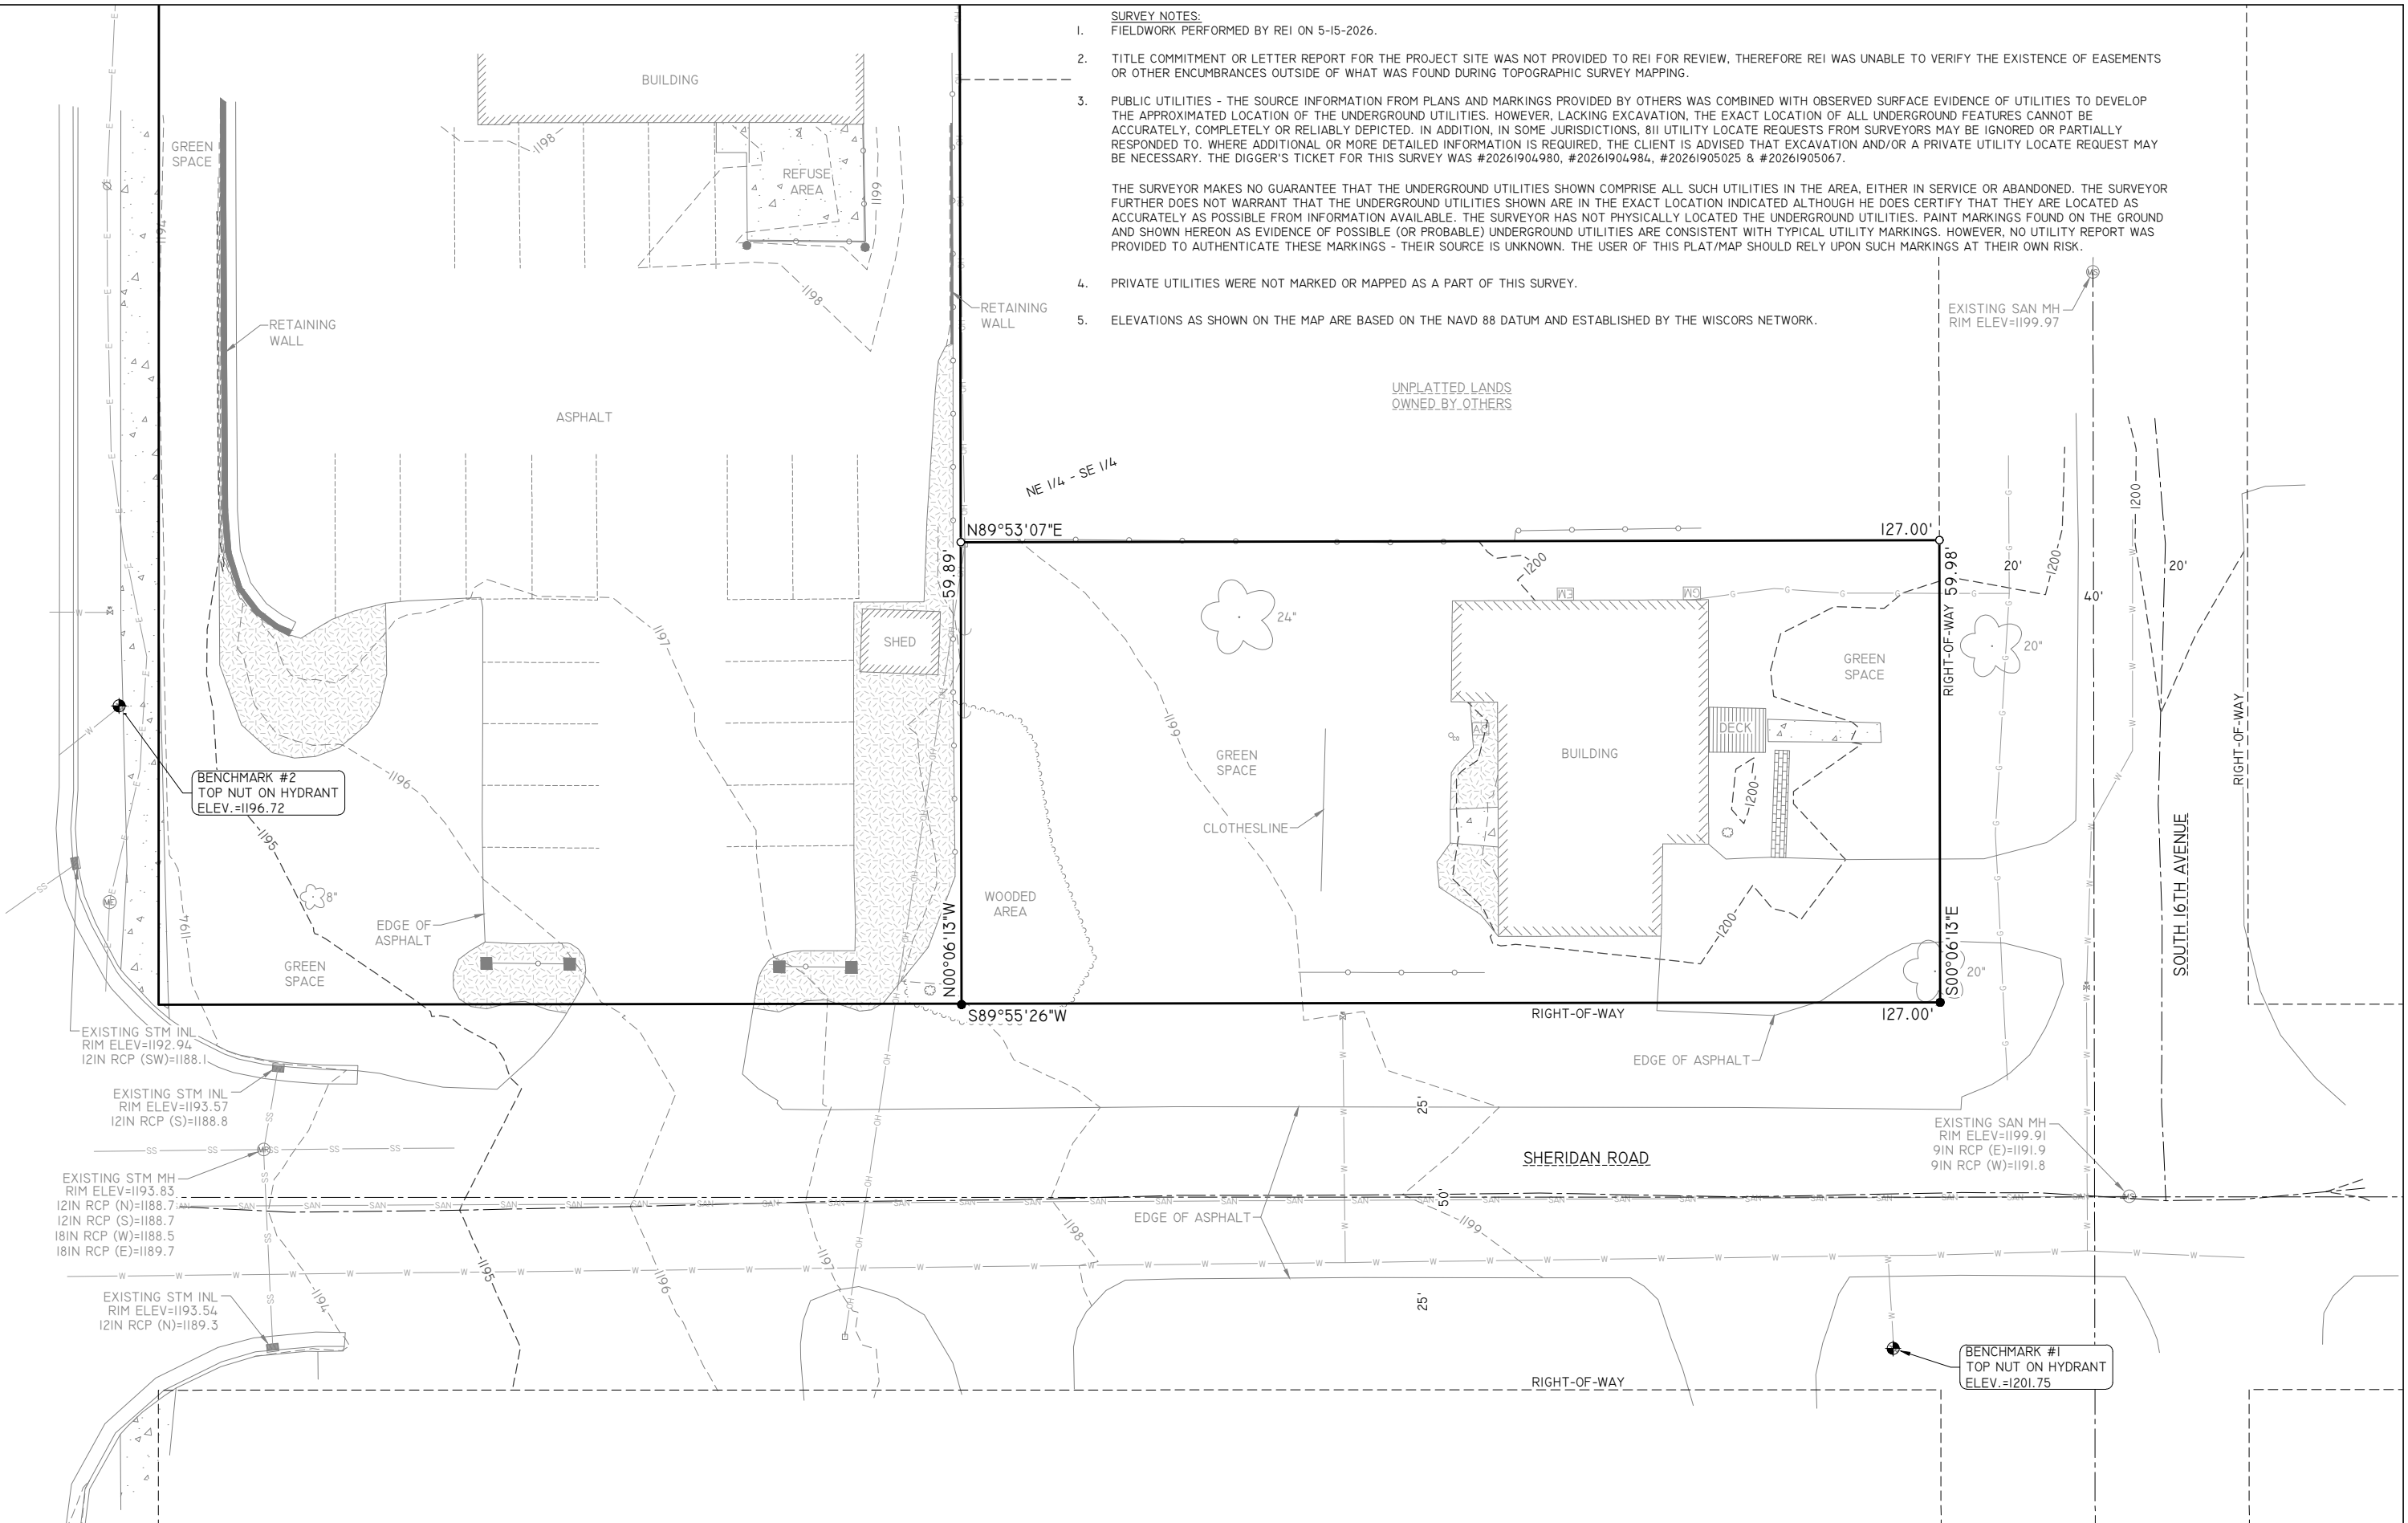 SURVEY NOTES:
1. FIELDWORK PERFORMED BY REI ON 5-15-2026.
2. TITLE COMMITMENT OR LETTER REPORT FOR THE PROJECT SITE WAS NOT PROVIDED TO REI FOR REVIEW, THEREFORE REI WAS UNABLE TO VERIFY THE EXISTENCE OF EASEMENTS
OR OTHER ENCUMBRANCES OUTSIDE OF WHAT WAS FOUND DURING TOPOGRAPHIC SURVEY MAPPING.
3. PUBLIC UTILITIES - THE SOURCE INFORMATION FROM PLANS AND MARKINGS PROVIDED BY OTHERS WAS COMBINED WITH OBSERVED SURFACE EVIDENCE OF UTILITIES TO DEVELOP
THE APPROXIMATED LOCATION OF THE UNDERGROUND UTILITIES. HOWEVER, LACKING EXCAVATION, THE EXACT LOCATION OF ALL UNDERGROUND FEATURES CANNOT BE
ACCURATELY, COMPLETELY OR RELIABLY DEPICTED. IN ADDITION, IN SOME JURISDICTIONS, 811 UTILITY LOCATE REQUESTS FROM SURVEYORS MAY BE IGNORED OR PARTIALLY
RESPONDED TO. WHERE ADDITIONAL OR MORE DETAILED INFORMATION IS REQUIRED, THE CLIENT IS ADVISED THAT EXCAVATION AND/OR A PRIVATE UTILITY LOCATE REQUEST MAY
BE NECESSARY. THE DIGGER'S TICKET FOR THIS SURVEY WAS #20261904980, #20261904984, #20261905025 & #20261905067.
THE SURVEYOR MAKES NO GUARANTEE THAT THE UNDERGROUND UTILITIES SHOWN COMPRISE ALL SUCH UTILITIES IN THE AREA, EITHER IN SERVICE OR ABANDONED. THE SURVEYOR
FURTHER DOES NOT WARRANT THAT THE UNDERGROUND UTILITIES SHOWN ARE IN THE EXACT LOCATION INDICATED ALTHOUGH HE DOES CERTIFY THAT THEY ARE LOCATED AS
ACCURATELY AS POSSIBLE FROM INFORMATION AVAILABLE. THE SURVEYOR HAS NOT PHYSICALLY LOCATED THE UNDERGROUND UTILITIES. PAINT MARKINGS FOUND ON THE GROUND
AND SHOWN HEREON AS EVIDENCE OF POSSIBLE (OR PROBABLE) UNDERGROUND UTILITIES ARE CONSISTENT WITH TYPICAL UTILITY MARKINGS. HOWEVER, NO UTILITY REPORT WAS
PROVIDED TO AUTHENTICATE THESE MARKINGS - THEIR SOURCE IS UNKNOWN. THE USER OF THIS PLAT/MAP SHOULD RELY UPON SUCH MARKINGS AT THEIR OWN RISK.
4. PRIVATE UTILITIES WERE NOT MARKED OR MAPPED AS A PART OF THIS SURVEY.
5. ELEVATIONS AS SHOWN ON THE MAP ARE BASED ON THE NAVD 88 DATUM AND ESTABLISHED BY THE WISCORS NETWORK.
BUILDING
GREEN
SPACE
1198
REFUSE
AREA
1199
1194
1198
RETAINING
WALL
RETAINING
WALL
EXISTING SAN MH
RIM ELEV=1199.97
MS
UNPLATTED LANDS
OWNED BY OTHERS
ASPHALT
NE 1/4 - SE 1/4
N89°53'07"E
127.00'
59.89'
RIGHT-OF-WAY 59.98'
20'
20'
40'
1200
1200
1200
EM
GM
24"
20"
SHED
1197
GREEN
SPACE
1199
GREEN
SPACE
AC
DECK
BUILDING
RIGHT-OF-WAY
BENCHMARK #2
TOP NUT ON HYDRANT
ELEV.=1196.72
1196
1195
1200
CLOTHESLINE
SOUTH 16TH AVENUE
8"
ME
WOODED
AREA
EDGE OF
ASPHALT
1194
N00°06'13"W
1200
S00°06'13"E
GREEN
SPACE
20"
S89°55'26"W
RIGHT-OF-WAY
127.00'
EXISTING STM INL
RIM ELEV=1192.94
12IN RCP (SW)=1188.1
EDGE OF ASPHALT
EXISTING STM INL
RIM ELEV=1193.57
12IN RCP (S)=1188.8
25'
EXISTING SAN MH
RIM ELEV=1199.91
9IN RCP (E)=1191.9
9IN RCP (W)=1191.8
SHERIDAN ROAD
EXISTING STM MH
RIM ELEV=1193.83
12IN RCP (N)=1188.7
12IN RCP (S)=1188.7
18IN RCP (W)=1188.5
18IN RCP (E)=1189.7
50'
MS
EDGE OF ASPHALT
1199
1198
1197
1196
1195
1194
EXISTING STM INL
RIM ELEV=1193.54
12IN RCP (N)=1189.3
25'
BENCHMARK #1
TOP NUT ON HYDRANT
ELEV.=1201.75
RIGHT-OF-WAY